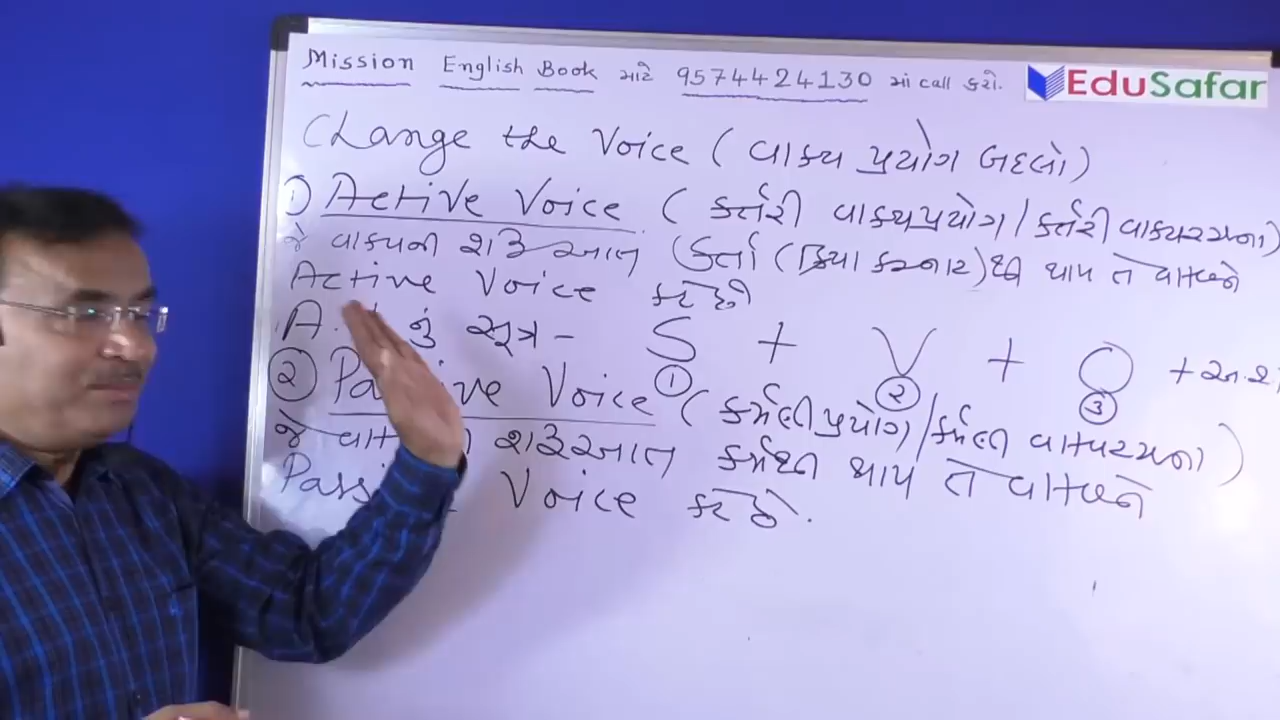 Mission English Book માટે 9574424130 માં call કરો.
EduSafar
Change the Voice ( વાક્ય પ્રયોગ બદલો )
1) Active Voice ( કર્તરી વાક્યપ્રયોગ / કર્તરી વાક્યરચના )
જે વાક્યની શરૂઆત કર્તા ( ક્રિયા કરનાર ) થી થાય તે વાક્યને
Active Voice કહે છે
A. નું સૂત્ર - S + V + O + અ.શ
1 2 3
2 Passive Voice ( કર્મણી પ્રયોગ / કર્મણી વાક્યરચના )
જે શરૂઆત કર્મથી થાય તે વાક્યને
Passive Voice કહે છે.